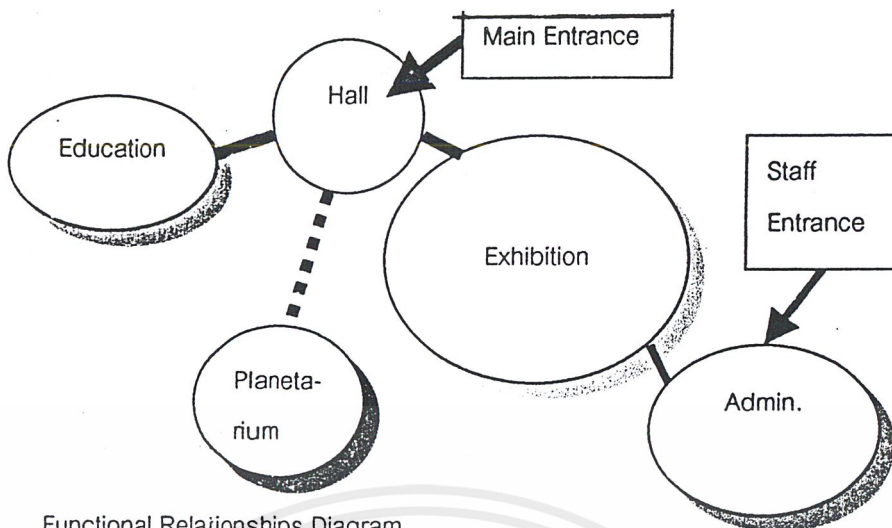 Main Entrance
Hall
Education
Staff
Entrance
Exhibition
Planeta-
rium
Admin.
Functional Relationships Diagram